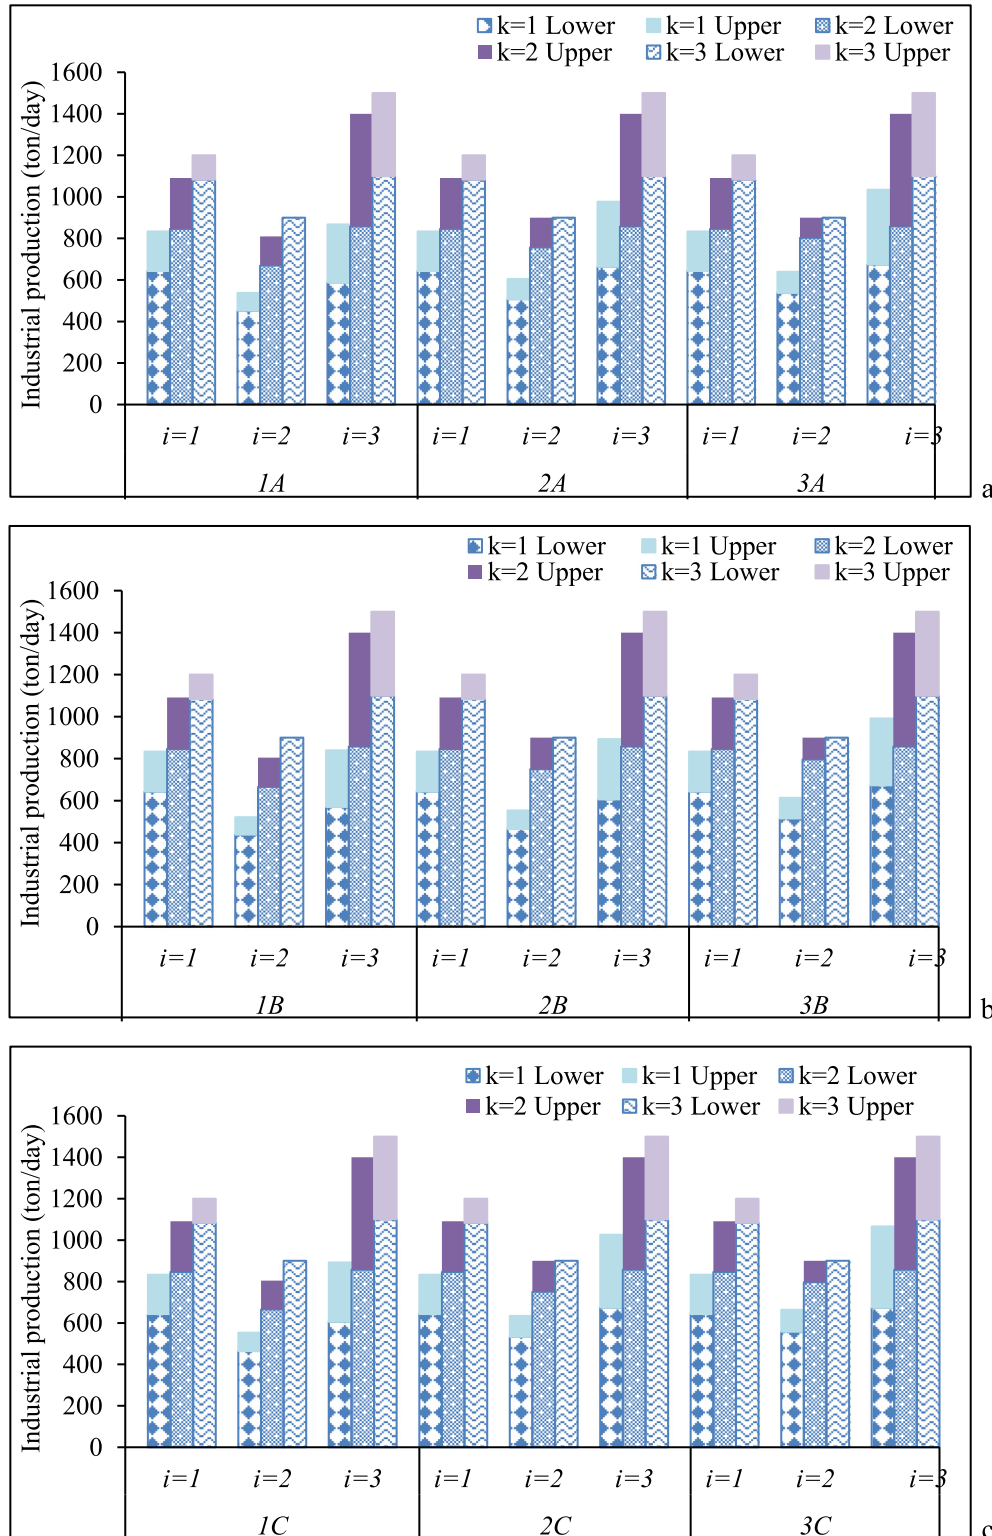 k=1 Lower k=1 Upper k=2 Lower
k=2 Upper k=3 Lower k=3 Upper
Industrial production (ton/day)
1600
1400
1200
1000
800
600
400
200
0
i=1 i=2 i=3 i=1 i=2 i=3 i=1 i=2 i=3
1A 2A 3A
a
k=1 Lower k=1 Upper k=2 Lower
k=2 Upper k=3 Lower k=3 Upper
Industrial production (ton/day)
1600
1400
1200
1000
800
600
400
200
0
i=1 i=2 i=3 i=1 i=2 i=3 i=1 i=2 i=3
1B 2B 3B
b
k=1 Lower k=1 Upper k=2 Lower
k=2 Upper k=3 Lower k=3 Upper
Industrial production (ton/day)
1600
1400
1200
1000
800
600
400
200
0
i=1 i=2 i=3 i=1 i=2 i=3 i=1 i=2 i=3
1C 2C 3C
c